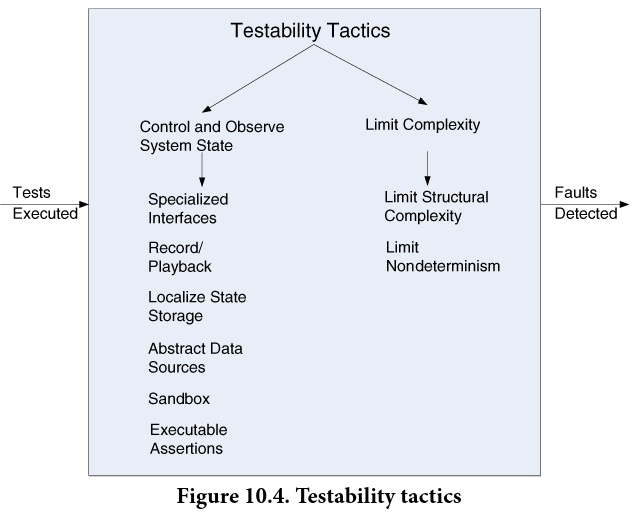 Testability Tactics
Control and Observe
System State
Limit Complexity
Tests
Executed
Specialized
Interfaces
Record/
Playback
Localize State
Storage
Abstract Data
Sources
Sandbox
Executable
Assertions
Limit Structural
Complexity
Limit
Nondeterminism
Faults
Detected
Figure 10.4. Testability tactics